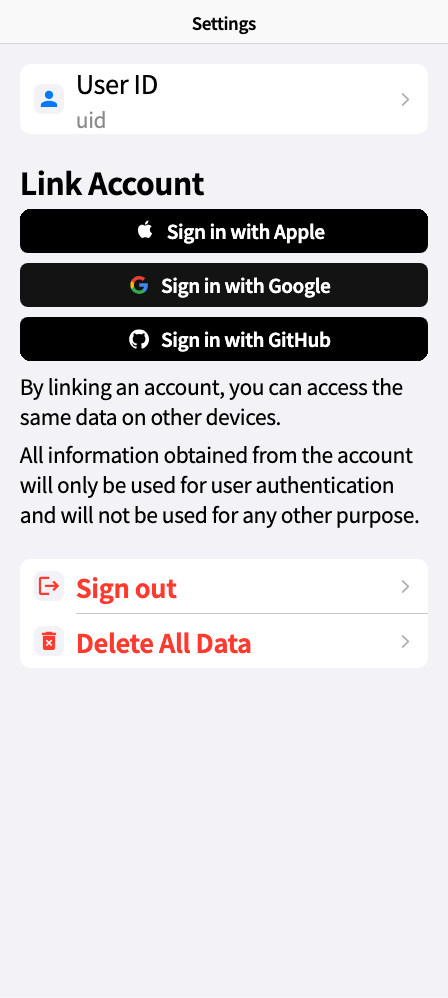 Settings
User ID
uid
Link Account
Sign in with Apple
Sign in with Google
Sign in with GitHub
By linking an account, you can access the
same data on other devices.
All information obtained from the account
will only be used for user authentication
and will not be used for any other purpose.
Sign out
Delete All Data